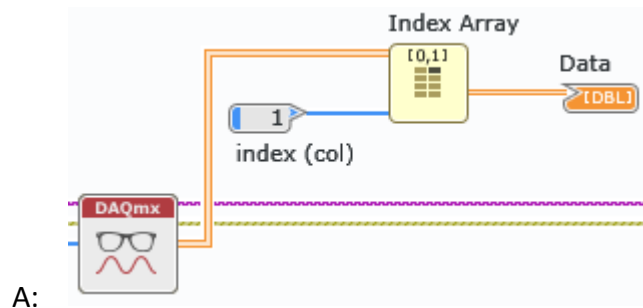 Index Array
[0,1]
Data
[DBL]
1
index (col)
DAQmx
A: